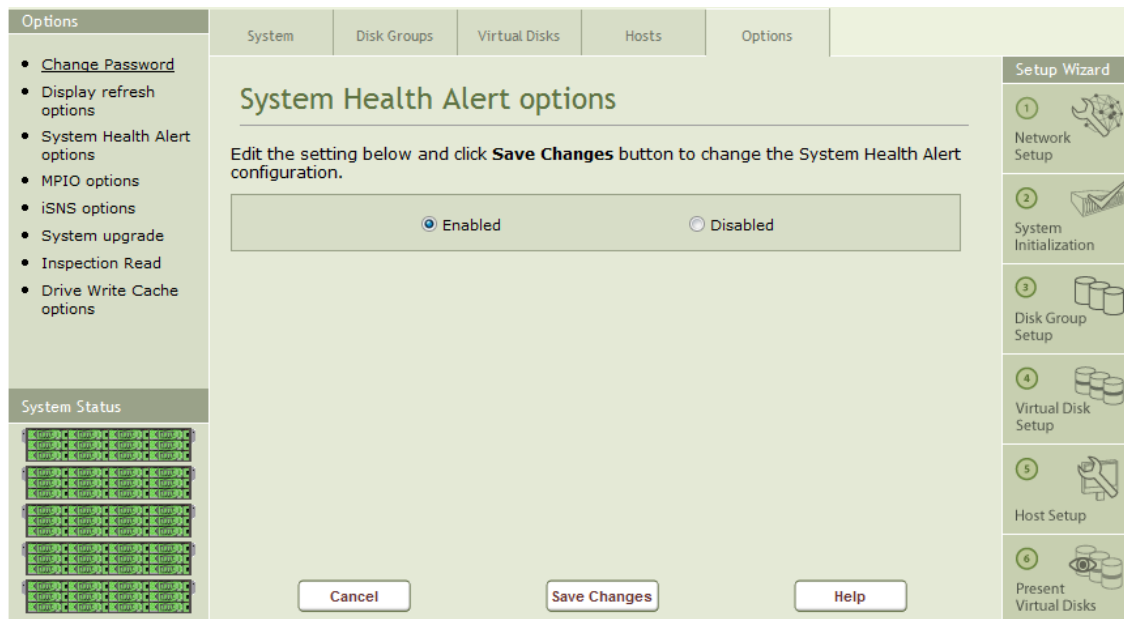 Options
Change Password
Display refresh
options
System Health Alert
options
MPIO options
iSNS options
System upgrade
Inspection Read
Drive Write Cache
options
System Status
System
Disk Groups
Virtual Disks
Hosts
Options
System Health Alert options
Edit the setting below and click Save Changes button to change the System Health Alert
configuration.
Enabled
Disabled
Cancel
Save Changes
Help
Setup Wizard
1
Network
Setup
2
System
Initialization
3
Disk Group
Setup
4
Virtual Disk
Setup
5
Host Setup
6
Present
Virtual Disks